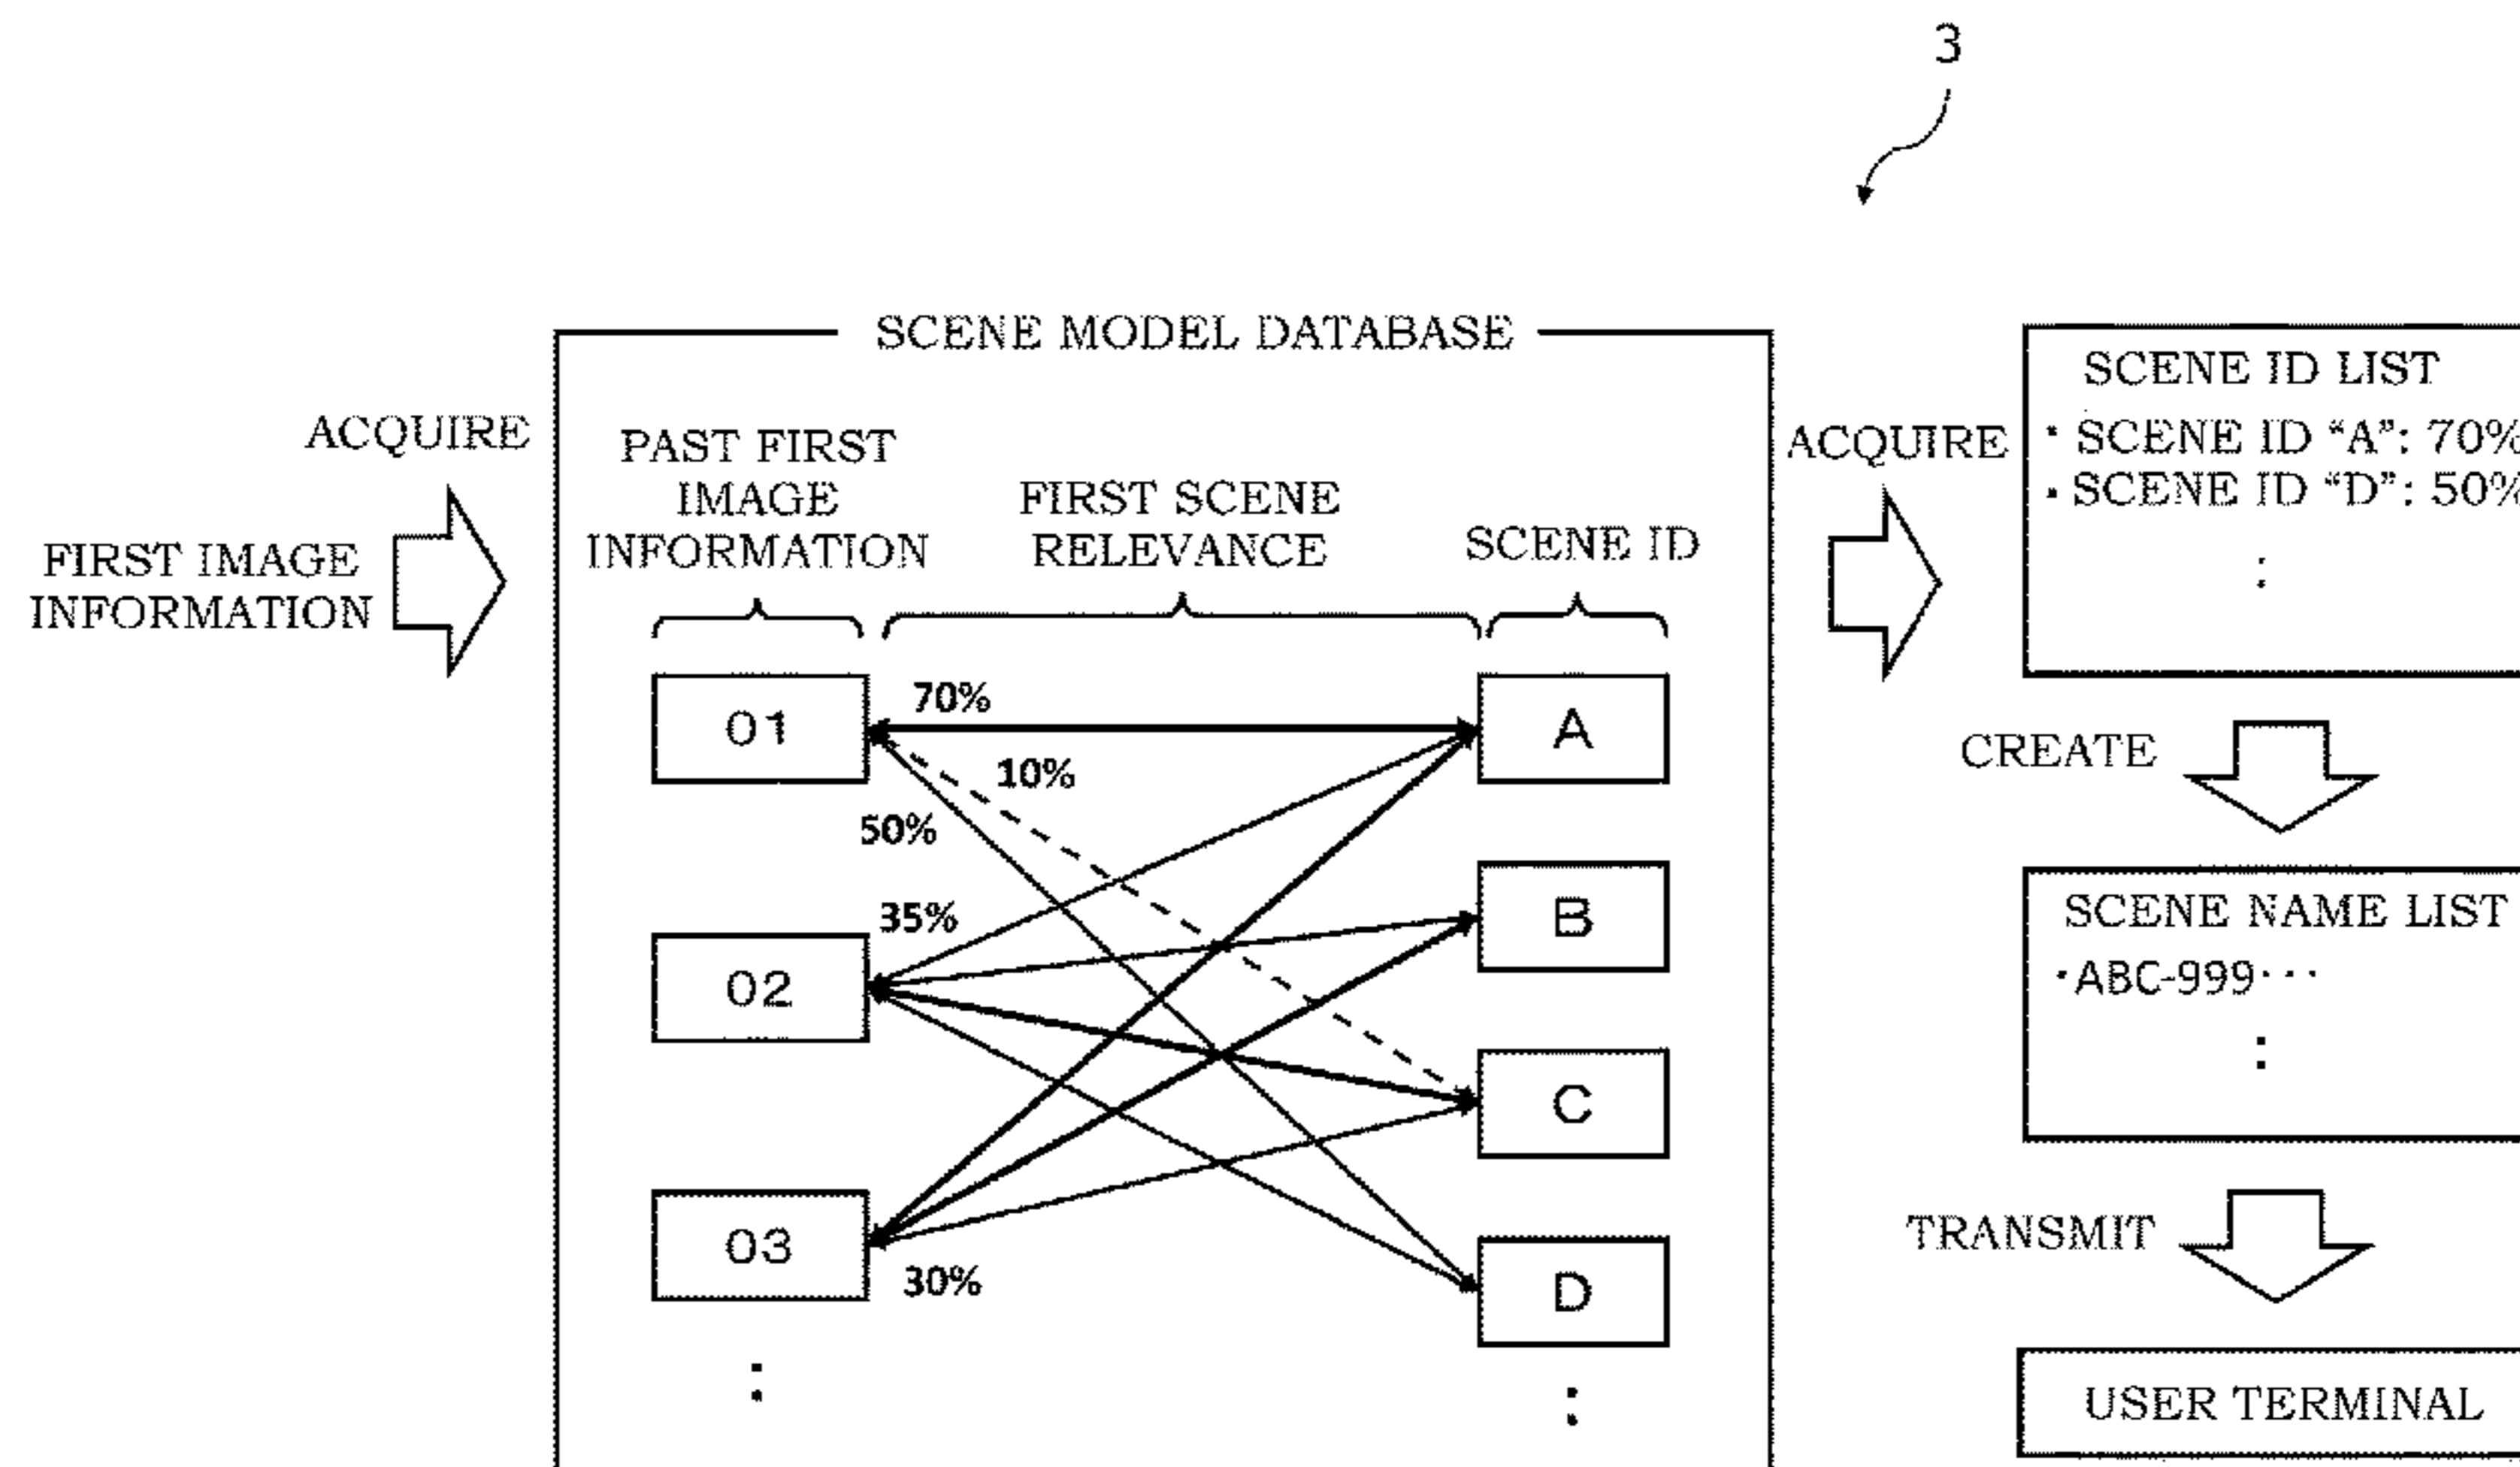 3
SCENE MODEL DATABASE
ACQUIRE
FIRST IMAGE
INFORMATION
PAST FIRST
IMAGE
INFORMATION
FIRST SCENE
RELEVANCE
SCENE ID
01
02
03
:
70%
10%
50%
35%
30%
A
B
C
D
:
ACQUIRE
SCENE ID LIST
・SCENE ID “A”: 70%
・SCENE ID “D”: 50%
:
CREATE
SCENE NAME LIST
・ABC-999・・・
:
TRANSMIT
USER TERMINAL